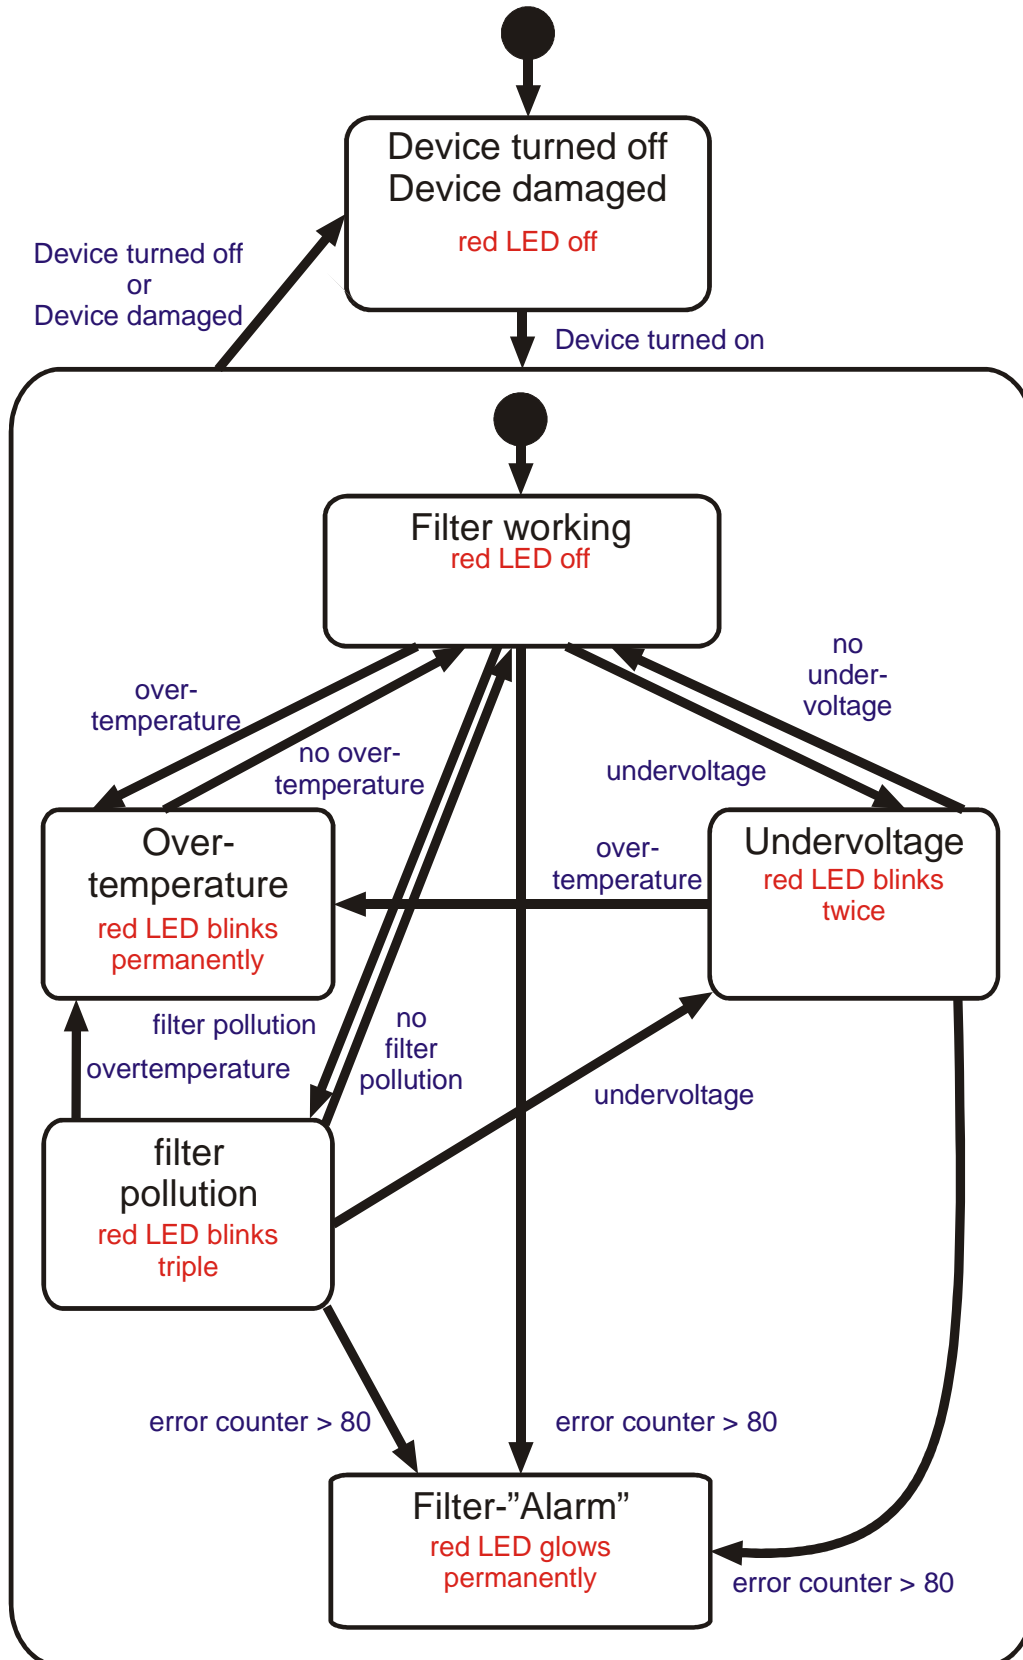 Device turned off
Device damaged
red LED off
Device turned off
or
Device damaged
Device turned on
Filter working
red LED off
over-
temperature
no over-
temperature
no
under-
voltage
undervoltage
Over-
temperature
red LED blinks
permanently
over-
temperature
Undervoltage
red LED blinks
twice
filter pollution
overtemperature
no
filter
pollution
undervoltage
filter
pollution
red LED blinks
triple
error counter > 80
error counter > 80
Filter-”Alarm”
red LED glows
permanently
error counter > 80